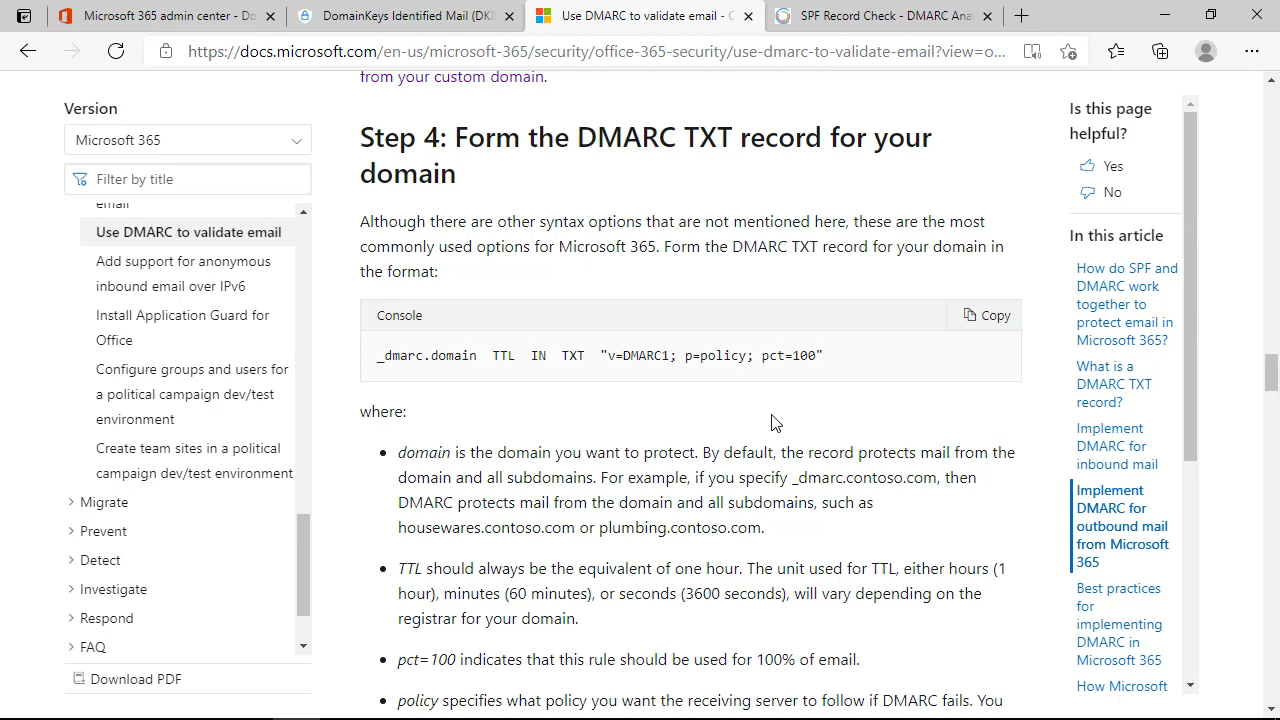 Microsoft 365 admin center - Do
DomainKeys Identified Mail (DKI
Use DMARC to validate email - O
SPF Record Check - DMARC Anal
https://docs.microsoft.com/en-us/microsoft-365/security/office-365-security/use-dmarc-to-validate-email?view=o...
Version
Microsoft 365
Filter by title
email
Use DMARC to validate email
Add support for anonymous
inbound email over IPv6
Install Application Guard for
Office
Configure groups and users for
a political campaign dev/test
environment
Create team sites in a political
campaign dev/test environment
Migrate
Prevent
Detect
Investigate
Respond
FAQ
Download PDF
from your custom domain.
Step 4: Form the DMARC TXT record for your
domain
Although there are other syntax options that are not mentioned here, these are the most
commonly used options for Microsoft 365. Form the DMARC TXT record for your domain in
the format:
Console
Copy
_dmarc.domain TTL IN TXT "v=DMARC1; p=policy; pct=100"
where:
• domain is the domain you want to protect. By default, the record protects mail from the
domain and all subdomains. For example, if you specify _dmarc.contoso.com, then
DMARC protects mail from the domain and all subdomains, such as
housewares.contoso.com or plumbing.contoso.com.
• TTL should always be the equivalent of one hour. The unit used for TTL, either hours (1
hour), minutes (60 minutes), or seconds (3600 seconds), will vary depending on the
registrar for your domain.
• pct=100 indicates that this rule should be used for 100% of email.
• policy specifies what policy you want the receiving server to follow if DMARC fails. You
Is this page
helpful?
Yes
No
In this article
How do SPF and
DMARC work
together to
protect email in
Microsoft 365?
What is a
DMARC TXT
record?
Implement
DMARC for
inbound mail
Implement
DMARC for
outbound mail
from Microsoft
365
Best practices
for
implementing
DMARC in
Microsoft 365
How Microsoft